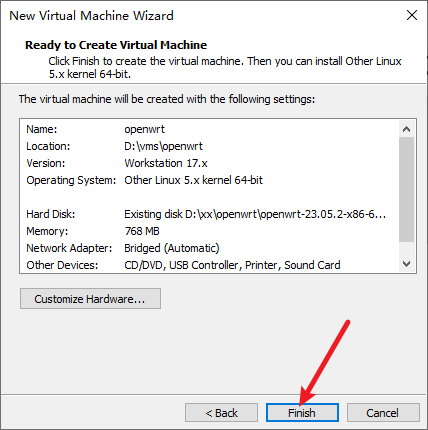 New Virtual Machine Wizard
Ready to Create Virtual Machine
Click Finish to create the virtual machine. Then you can install Other Linux
5.x kernel 64-bit.
The virtual machine will be created with the following settings:
Name: openwrt
Location: D:\vms\openwrt
Version: Workstation 17.x
Operating System: Other Linux 5.x kernel 64-bit
Hard Disk: Existing disk D:\xx\openwrt\openwrt-23.05.2-x86-6...
Memory: 768 MB
Network Adapter: Bridged (Automatic)
Other Devices: CD/DVD, USB Controller, Printer, Sound Card
Customize Hardware...
< Back Finish Cancel